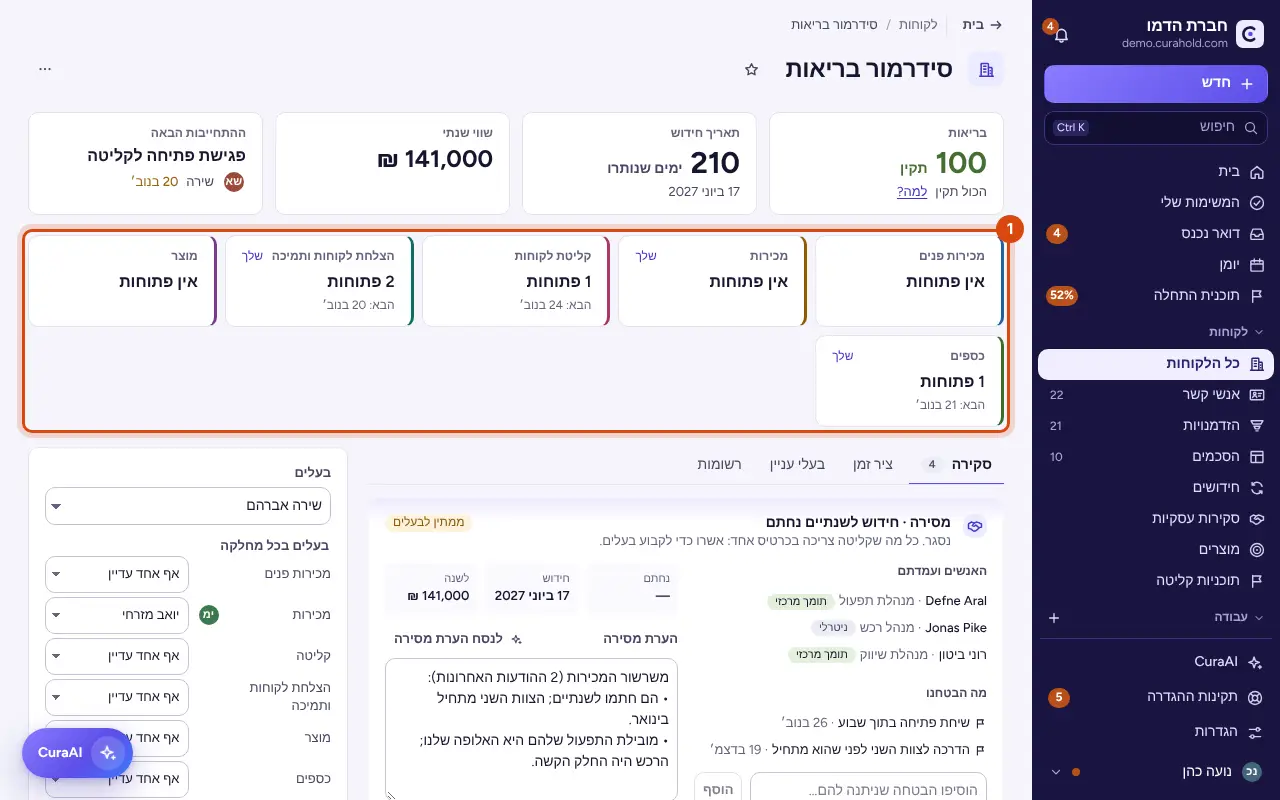 חברת הדמו
demo.curahold.com
4
חדש
חיפוש
Ctrl K
בית
המשימות שלי
דואר נכנס
4
יומן
תוכנית התחלה
52%
לקוחות
כל הלקוחות
אנשי קשר
22
הזדמנויות
21
הסכמים
10
חידושים
סקירות עסקיות
מוצרים
תוכניות קליטה
עבודה
CuraAI
תקינות ההגדרה
5
הגדרות
נכ
נועה כהן
בית
לקוחות / סידרמור בריאות
סידרמור בריאות
בריאות
100 תקין
הכול תקין למה?
תאריך חידוש
210 ימים שנותרו
17 ביוני 2027
שווי שנתי
141,000 ₪
ההתחייבות הבאה
פגישת פתיחה לקליטה
שא
שירה
20 בנוב׳
1
מכירות פנים
אין פתוחות
מכירות
שלך
אין פתוחות
קליטת לקוחות
1 פתוחות
הבא: 24 בנוב׳
הצלחת לקוחות ותמיכה
שלך
2 פתוחות
הבא: 20 בנוב׳
מוצר
אין פתוחות
כספים
שלך
1 פתוחות
הבא: 21 בנוב׳
סקירה
4
ציר זמן
בעלי עניין
רשומות
מסירה · חידוש לשנתיים נחתם
ממתין לבעלים
נסגר. כל מה שקליטה צריכה בכרטיס אחד: אשרו כדי לקבוע בעלים.
האנשים ועמדתם
Defne Aral · מנהלת תפעול תומך מרכזי
Jonas Pike · מנהל רכש ניטרלי
רוני ביטון · מנהלת שיווק תומך מרכזי
מה הבטחנו
שיחת פתיחה בתוך שבוע · 26 בנוב׳
הדרכה לצוות השני לפני שהוא מתחיל · 19 בדצמ׳
הוסיפו הבטחה שניתנה להם...
הוסף
נחתם
—
חידוש
17 ביוני 2027
לשנה
141,000 ₪
הערת מסירה
לנסח הערת מסירה
משרשור המכירות (2 ההודעות האחרונות):
• הם חתמו לשנתיים; הצוות השני מתחיל
בינואר.
• מובילת התפעול שלהם היא האלופה שלנו;
הרכש היה החלק הקשה.
בעלים
שירה אברהם
בעלים בכל מחלקה
מכירות פנים
אף אחד עדיין
מכירות
ימ
יואב מזרחי
קליטה
אף אחד עדיין
הצלחת לקוחות
ותמיכה
אף אחד עדיין
מוצר
אף אחד עדיין
כספים
אף אחד עדיין
CuraAI